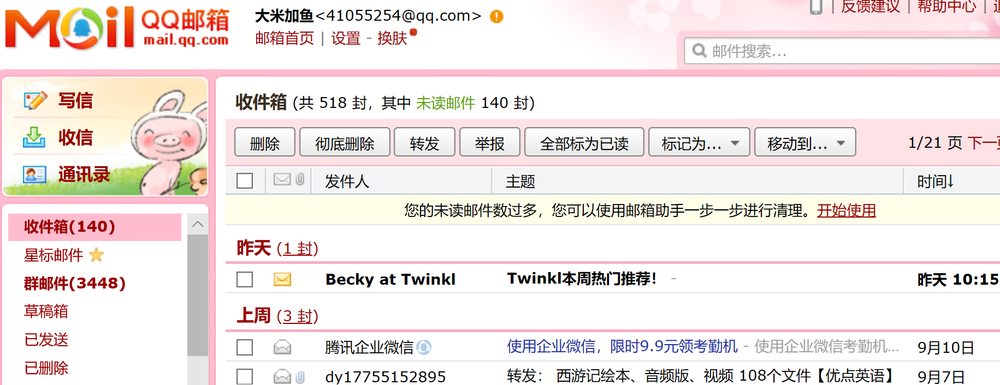 Mail QQ邮箱
mail.qq.com
大米加鱼<41055254@qq.com>
邮箱首页 | 设置 - 换肤
| 反馈建议 | 帮助中心 |
邮件搜索...
写信
收信
通讯录
收件箱(140)
星标邮件
群邮件(3448)
草稿箱
已发送
已删除
收件箱 (共 518 封，其中 未读邮件 140 封)
删除 彻底删除 转发 举报 全部标为已读 标记为... 移动到... 1/21 页 下一
发件人 主题 时间↓
您的未读邮件数过多，您可以使用邮箱助手一步一步进行清理。开始使用
昨天 (1 封)
Becky at Twinkl Twinkl本周热门推荐！ - 昨天 10:15
上周 (3 封)
腾讯企业微信 使用企业微信，限时9.9元领考勤机 - 使用企业微信考勤机... 9月10日
dy17755152895 转发： 西游记绘本、音频版、视频 108个文件【优点英语】 9月7日